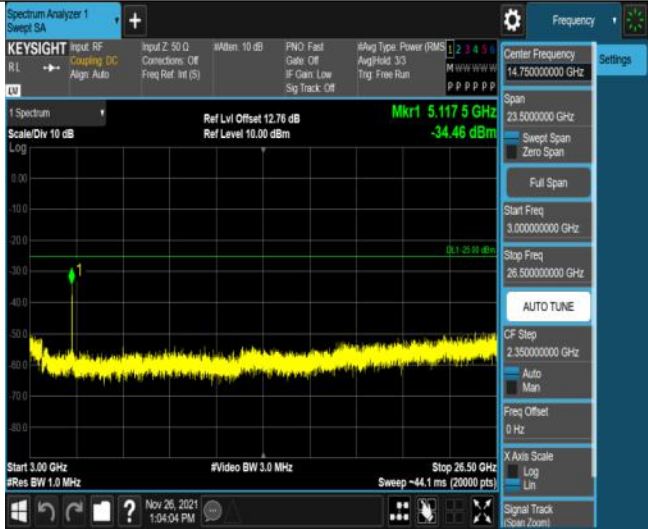 Spectrum Analyzer 1
Swept SA
+
Frequency
KEYSIGHT
RL
LV
Input: RF
Coupling: DC
Align: Auto
Input Z: 50 Ω
Corrections: Off
Freq Ref: Int (S)
#Atten: 10 dB
PNO: Fast
Gate: Off
IF Gain: Low
Sig Track: Off
#Avg Type: Power (RMS
Avg|Hold: 3/3
Trig: Free Run
1 2 3 4 5 6
M W W W W W
P P P P P P
1 Spectrum
Scale/Div 10 dB
Ref Lvl Offset 12.76 dB
Ref Level 10.00 dBm
Mkr1 5.117 5 GHz
-34.46 dBm
Log
0.00
-10.0
-20.0
-30.0
-40.0
-50.0
-60.0
-70.0
-80.0
DL1 -25.00 dBm
1
Start 3.00 GHz
#Res BW 1.0 MHz
#Video BW 3.0 MHz
Stop 26.50 GHz
Sweep ~44.1 ms (20000 pts)
?
Nov 26, 2021
1:04:04 PM
Center Frequency
14.750000000 GHz
Settings
Span
23.5000000 GHz
Swept Span
Zero Span
Full Span
Start Freq
3.000000000 GHz
Stop Freq
26.500000000 GHz
AUTO TUNE
CF Step
2.350000000 GHz
Auto
Man
Freq Offset
0 Hz
X Axis Scale
Log
Lin
Signal Track
(Span Zoom)